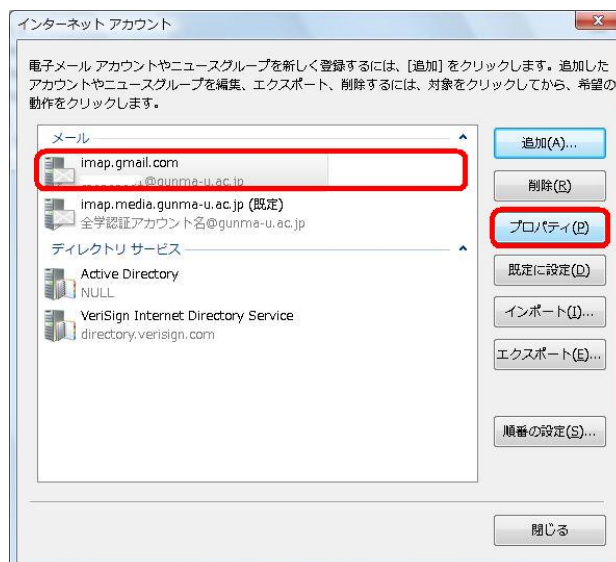 インターネット アカウント
電子メール アカウントやニュースグループを新しく登録するには、[追加] をクリックします。追加した
アカウントやニュースグループを編集、エクスポート、削除するには、対象をクリックしてから、希望の
動作をクリックします。
メール
imap.gmail.com
@gunma-u.ac.jp
imap.media.gunma-u.ac.jp (既定)
全学認証アカウント名@gunma-u.ac.jp
ディレクトリ サービス
Active Directory
NULL
VeriSign Internet Directory Service
directory.verisign.com
追加(A)...
削除(R)
プロパティ(P)
既定に設定(D)
インポート(I)...
エクスポート(E)...
順番の設定(S)...
閉じる